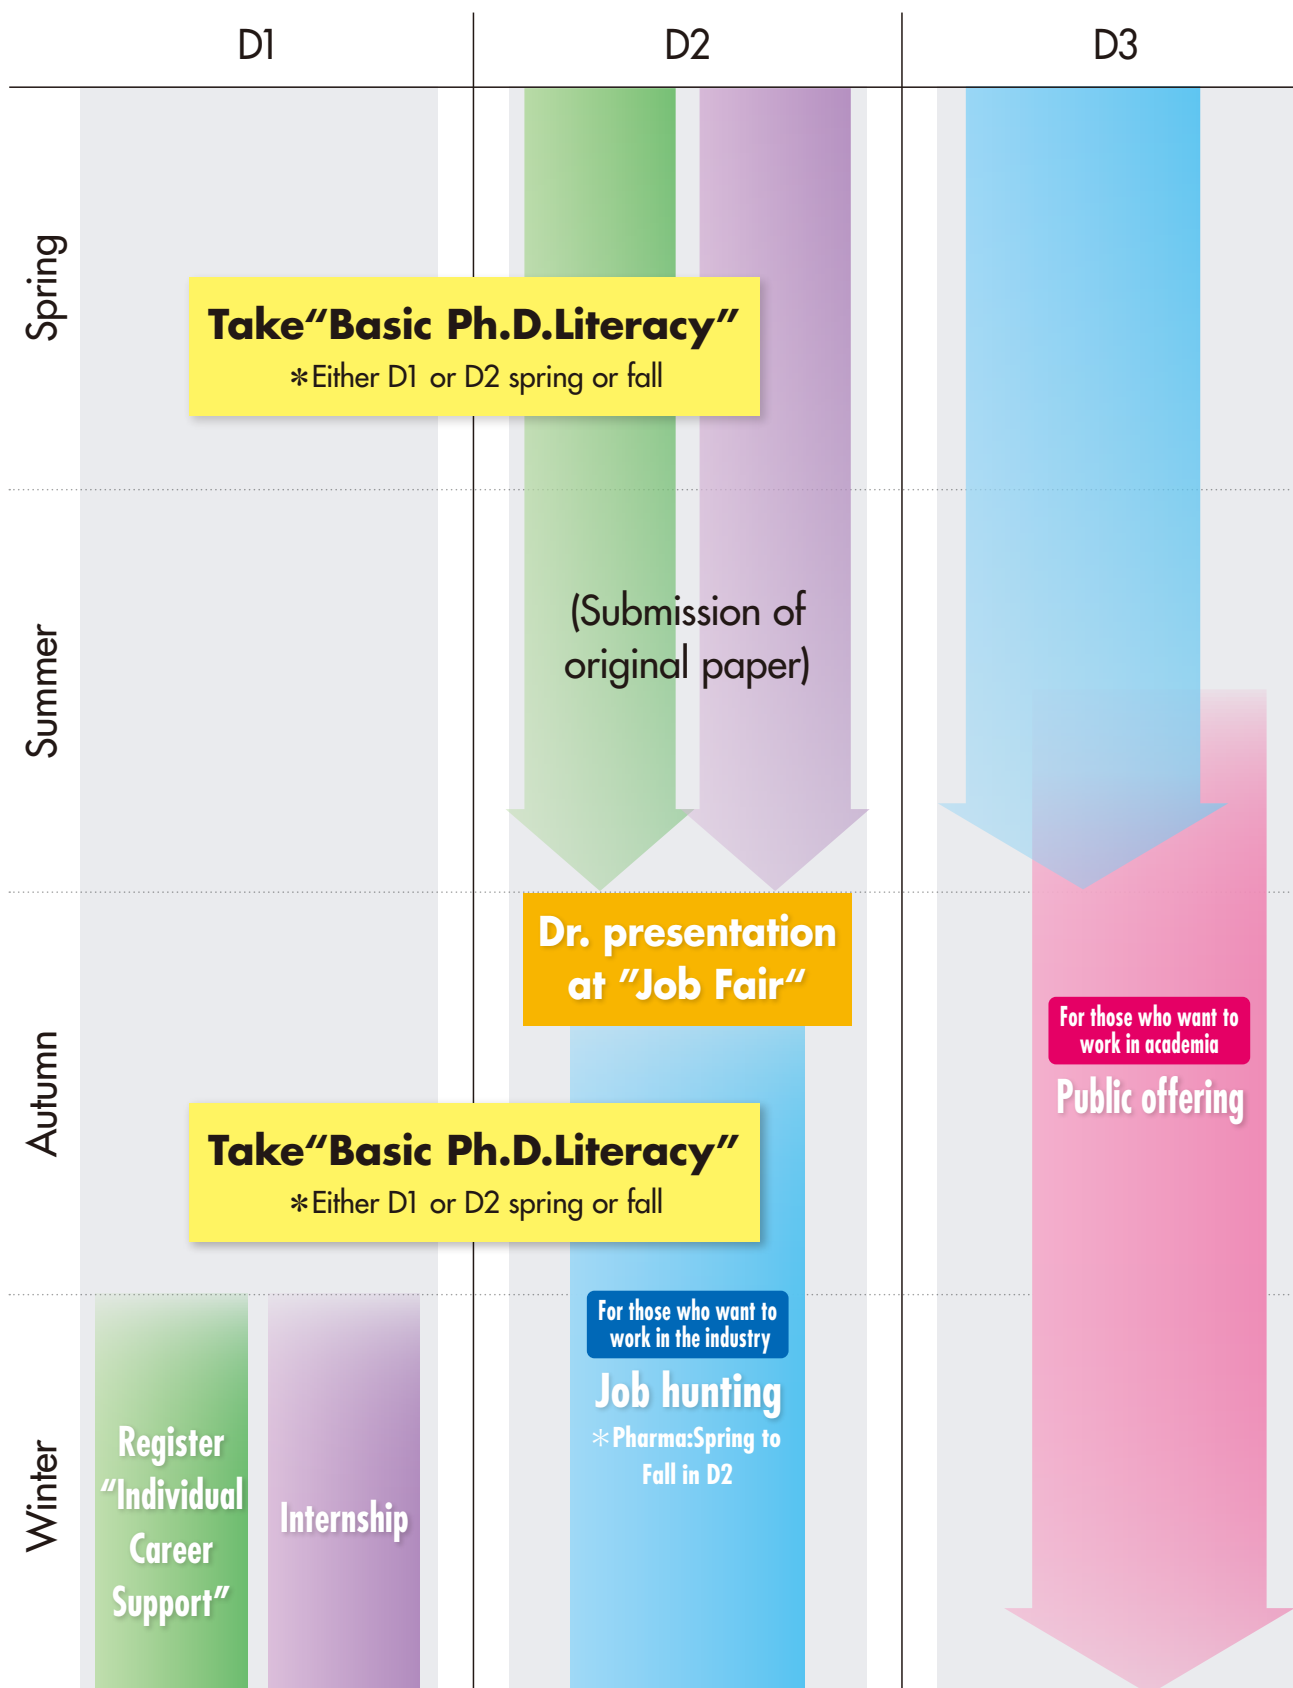 D1
D2
D3
Spring
Take“Basic Ph.D.Literacy”
*Either D1 or D2 spring or fall
Summer
(Submission of
original paper)
Autumn
Dr. presentation
at ”Job Fair“
For those who want to
work in academia
Public offering
Take“Basic Ph.D.Literacy”
*Either D1 or D2 spring or fall
Winter
Register
“Individual
Career
Support”
Internship
For those who want to
work in the industry
Job hunting
*Pharma:Spring to
Fall in D2